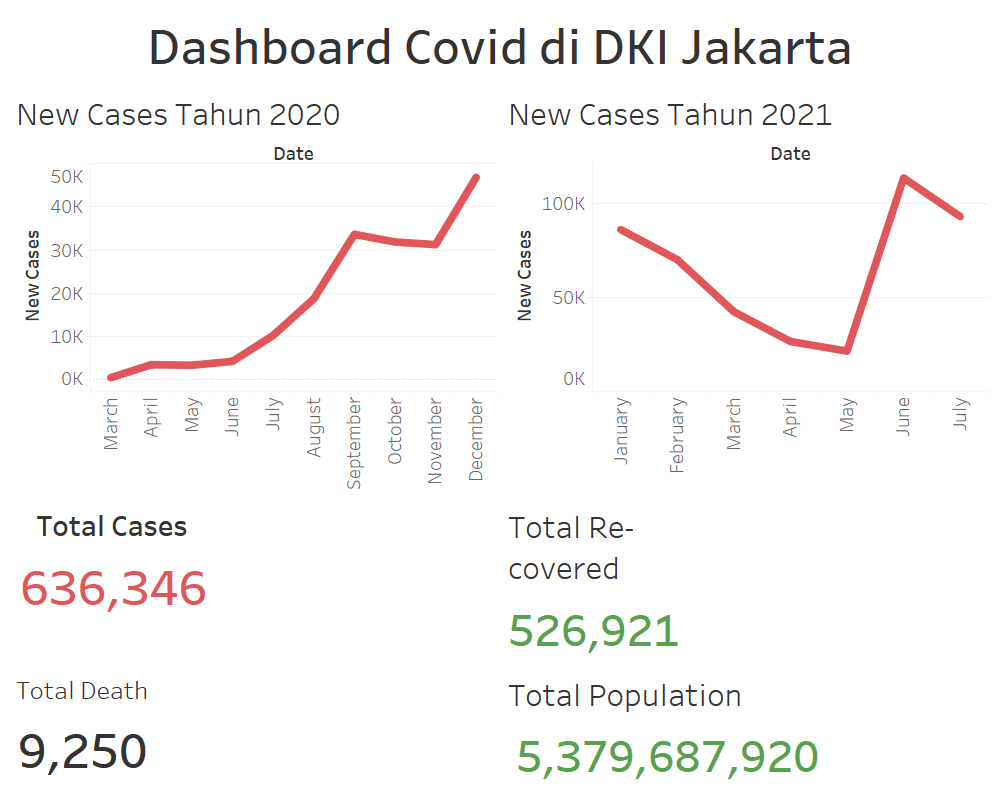 Dashboard Covid di DKI Jakarta
New Cases Tahun 2020
Date
New Cases
50K
40K
30K
20K
10K
0K
March
April
May
June
July
August
September
October
November
December
New Cases Tahun 2021
Date
New Cases
100K
50K
0K
January
February
March
April
May
June
July
Total Cases
636,346
Total Re-
covered
526,921
Total Death
9,250
Total Population
5,379,687,920